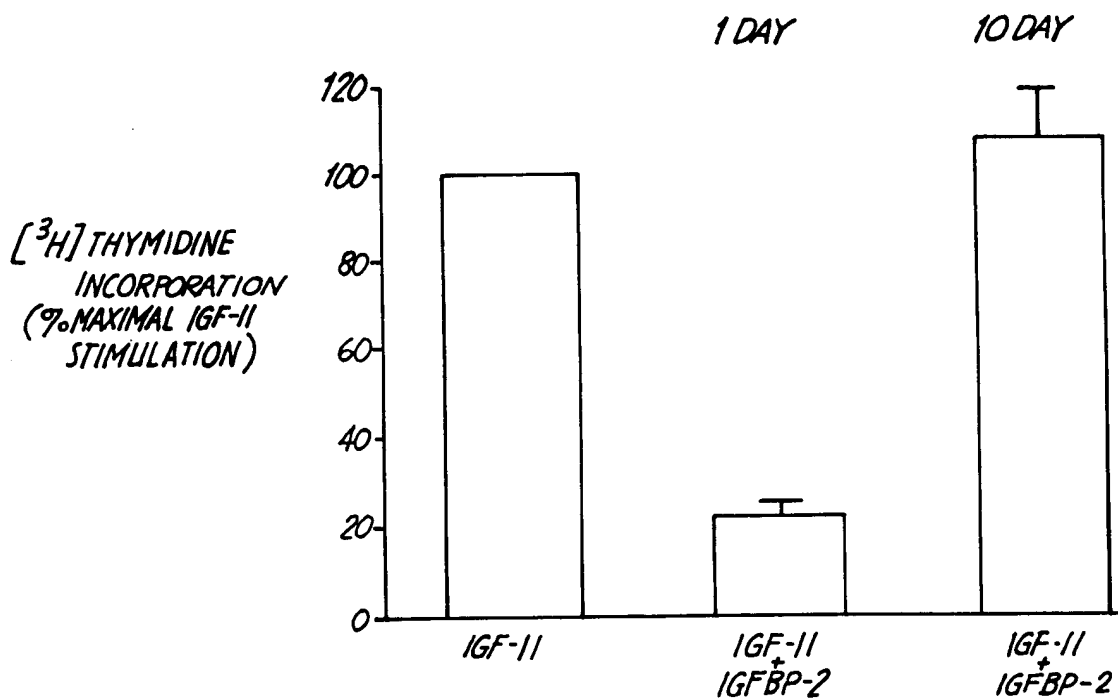 1 DAY
10 DAY
[³H] THYMIDINE
INCORPORATION
(% MAXIMAL IGF-II
STIMULATION)
120
100
80
60
40
20
0
IGF-II
IGF-II
+
IGFBP-2
IGF-II
+
IGFBP-2